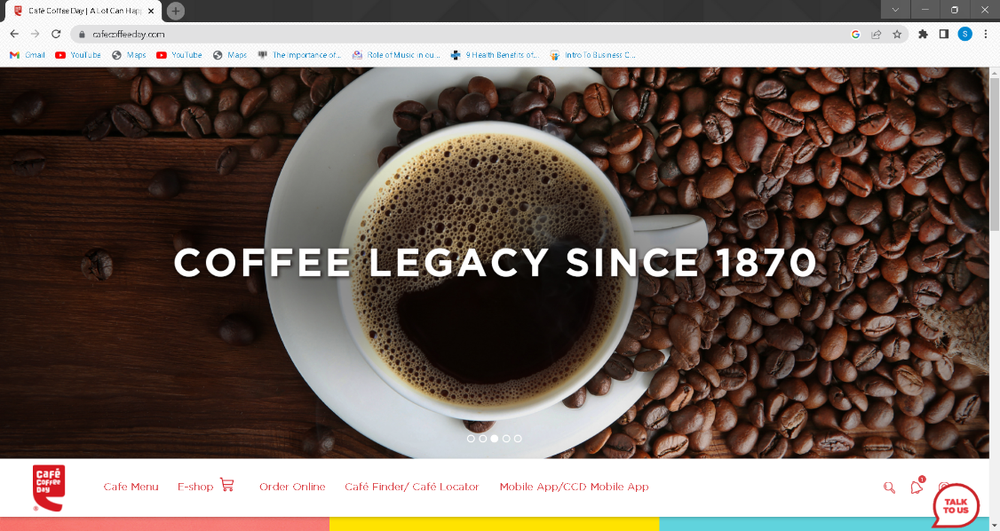 Café Coffee Day | A Lot Can Happ
cafecoffeeday.com
S
Gmail
YouTube
Maps
YouTube
Maps
The Importance of...
Role of Music in ou...
9 Health Benefits of...
Intro To Business C...
COFFEE LEGACY SINCE 1870
Café
Coffee
Day
Cafe Menu
E-shop
Order Online
Café Finder/ Café Locator
Mobile App/CCD Mobile App
1
TALK
TO US